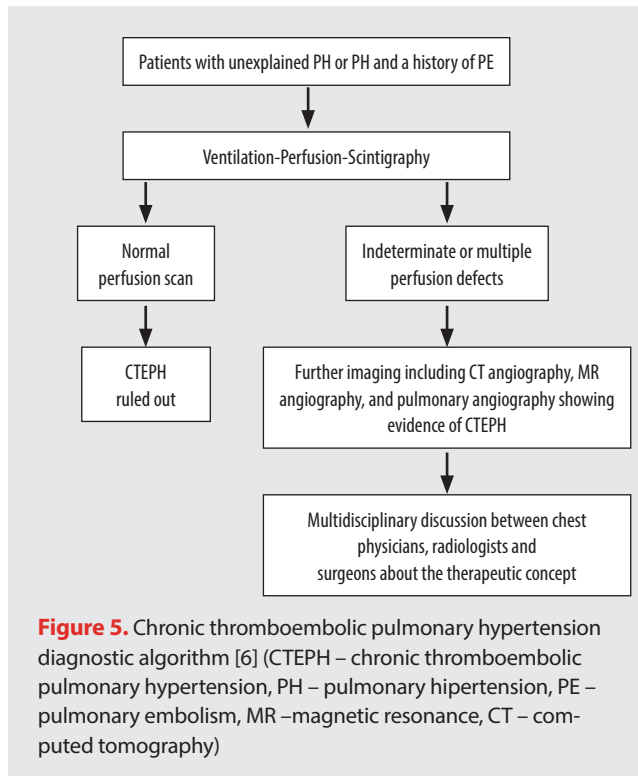 Patients with unexplained PH or PH and a history of PE
Ventilation-Perfusion-Scintigraphy
Normal
perfusion scan
Indeterminate or multiple
perfusion defects
CTEPH
ruled out
Further imaging including CT angiography, MR
angiography, and pulmonary angiography showing
evidence of CTEPH
Multidisciplinary discussion between chest
physicians, radiologists and
surgeons about the therapeutic concept
Figure 5. Chronic thromboembolic pulmonary hypertension
diagnostic algorithm [6] (CTEPH – chronic thromboembolic
pulmonary hypertension, PH – pulmonary hipertension, PE –
pulmonary embolism, MR –magnetic resonance, CT – com-
puted tomography)